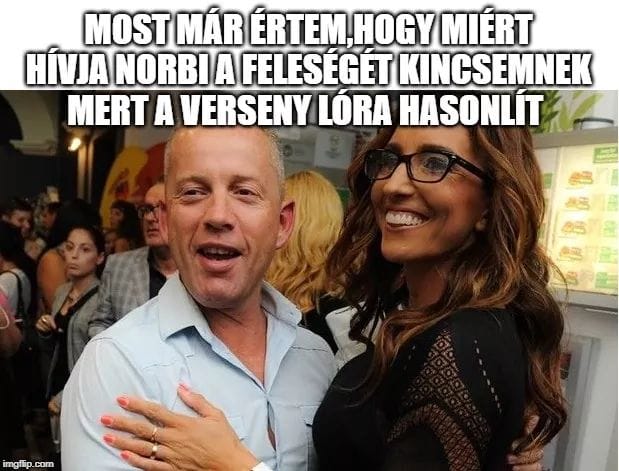 MOST MÁR ÉRTEM,HOGY MIÉRT
HÍVJA NORBI A FELESÉGÉT KINCSEMNEK
MERT A VERSENY LÓRA HASONLÍT
imgflip.com